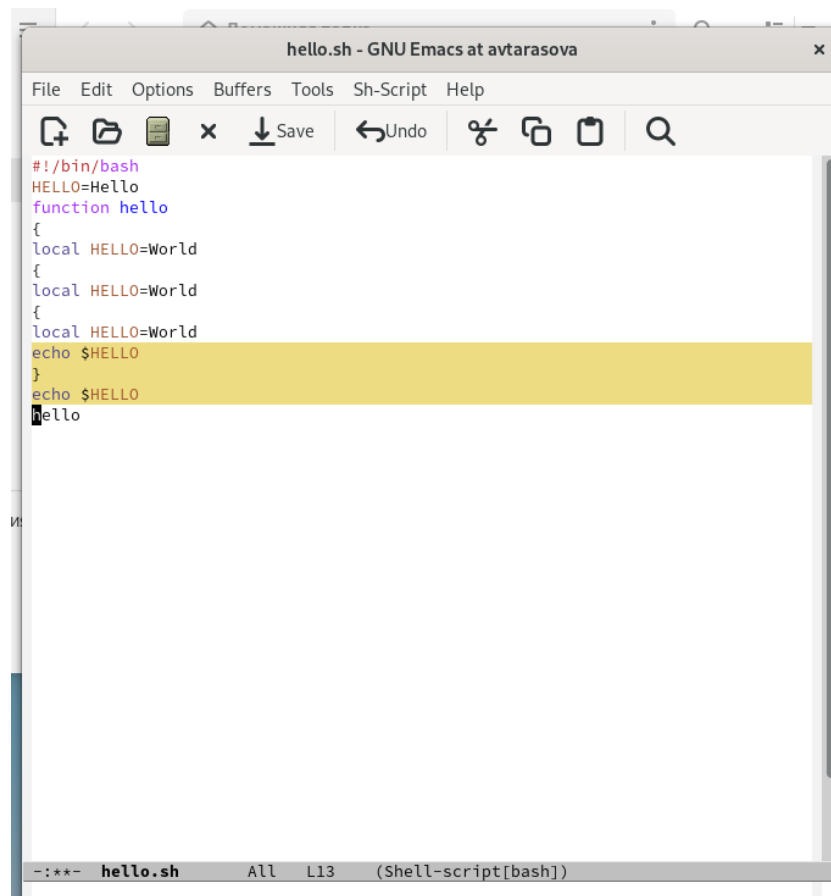 hello.sh - GNU Emacs at avtarasova
File Edit Options Buffers Tools Sh-Script Help
Save Undo
#!/bin/bash
HELLO=Hello
function hello
{
local HELLO=World
{
local HELLO=World
{
local HELLO=World
echo $HELLO
}
echo $HELLO
hello
-:**- hello.sh All L13 (Shell-script[bash])